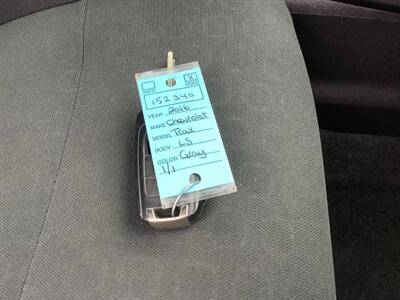 X
152340
YEAR 2016
MAKE Chevrolet
MODEL Trax
BODY LS
COLOR Gray
1/1